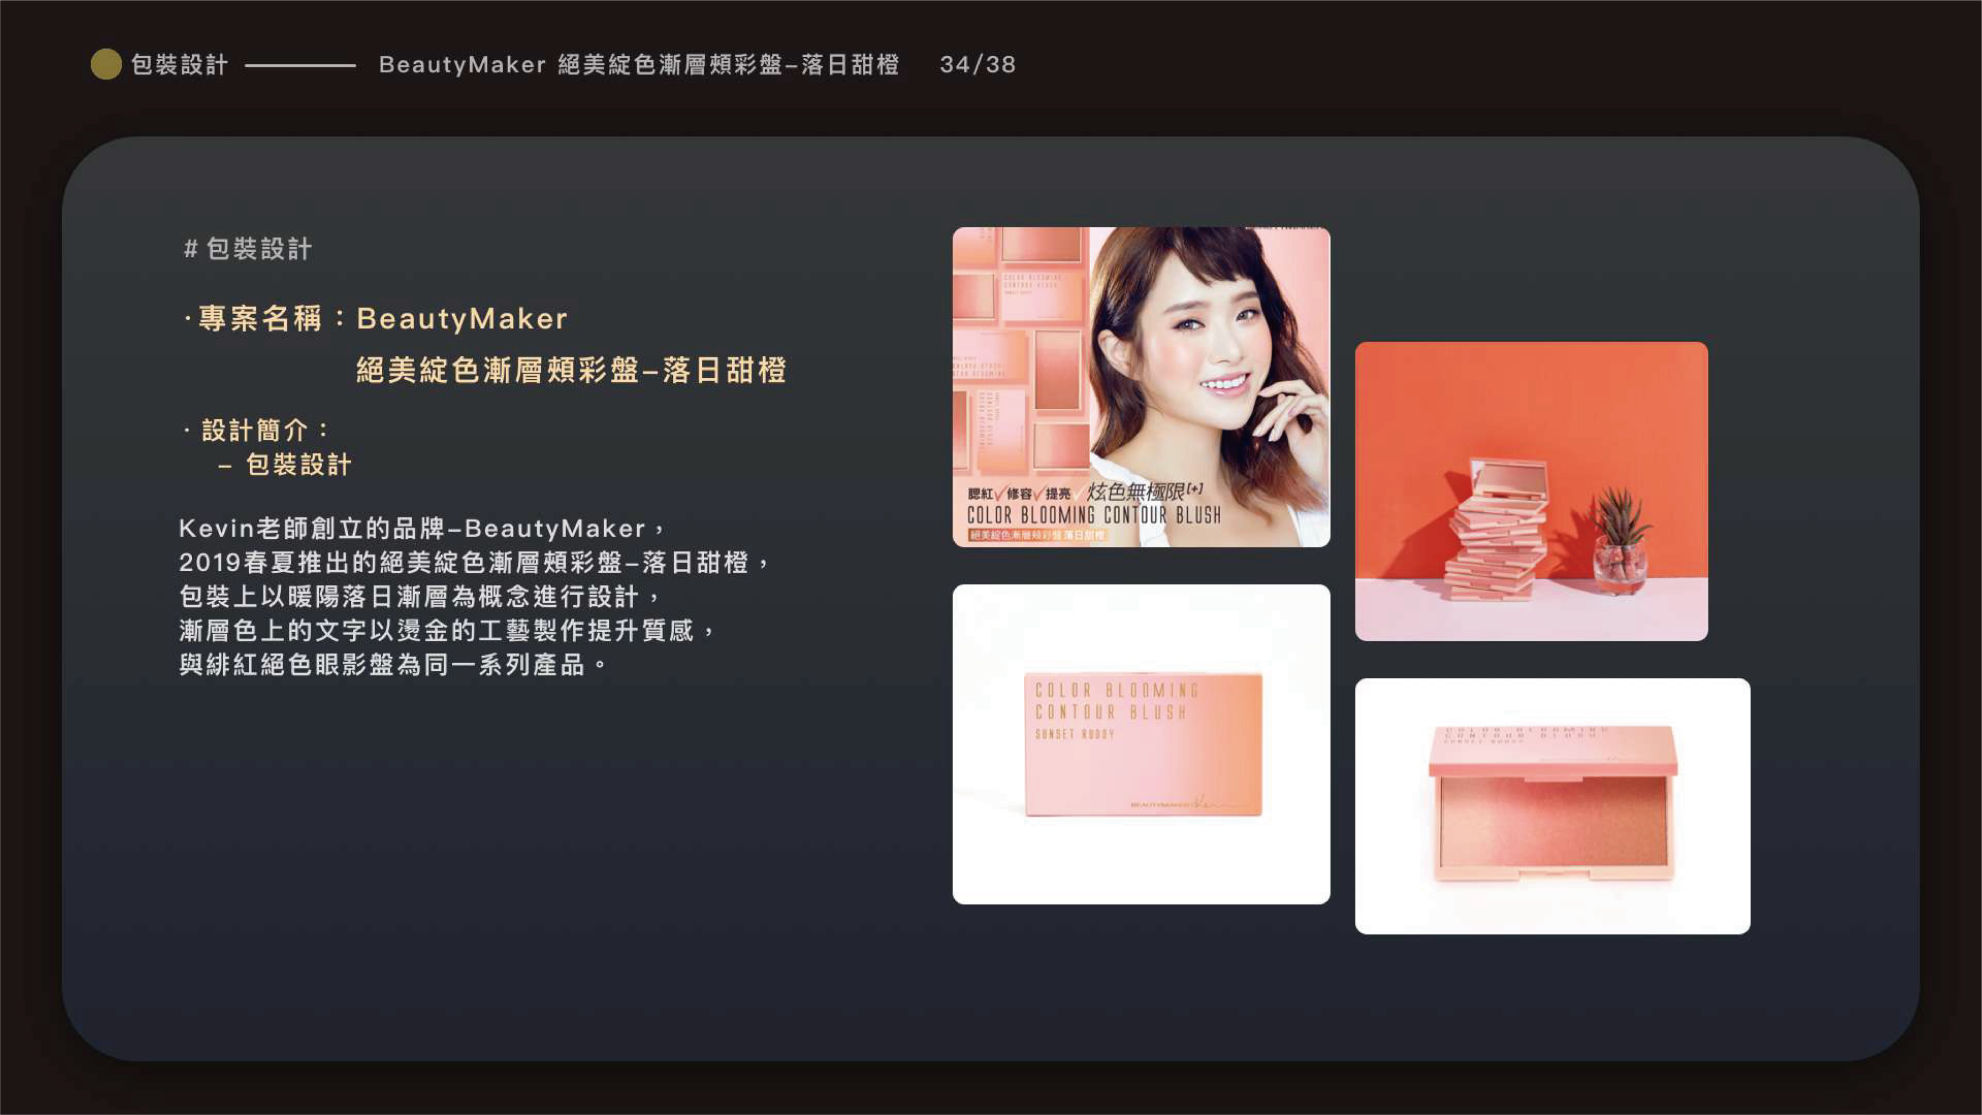 包裝設計 BeautyMaker 絕美綻色漸層頰彩盤–落日甜橙 34/38
# 包裝設計
·專案名稱：BeautyMaker
絕美綻色漸層頰彩盤–落日甜橙
· 設計簡介：
– 包裝設計
Kevin老師創立的品牌–BeautyMaker，
2019春夏推出的絕美綻色漸層頰彩盤–落日甜橙，
包裝上以暖陽落日漸層為概念進行設計，
漸層色上的文字以燙金的工藝製作提升質感，
與緋紅絕色眼影盤為同一系列產品。
腮紅✓修容✓提亮✓ 炫色無極限[+]
COLOR BLOOMING CONTOUR BLUSH
絕美綻色漸層頰彩盤 落日甜橙
COLOR BLOOMING
CONTOUR BLUSH
SUNSET RUDDY
BEAUTYMAKER Kevin
COLOR BLOOMING
CONTOUR BLUSH
SUNSET RUDDY